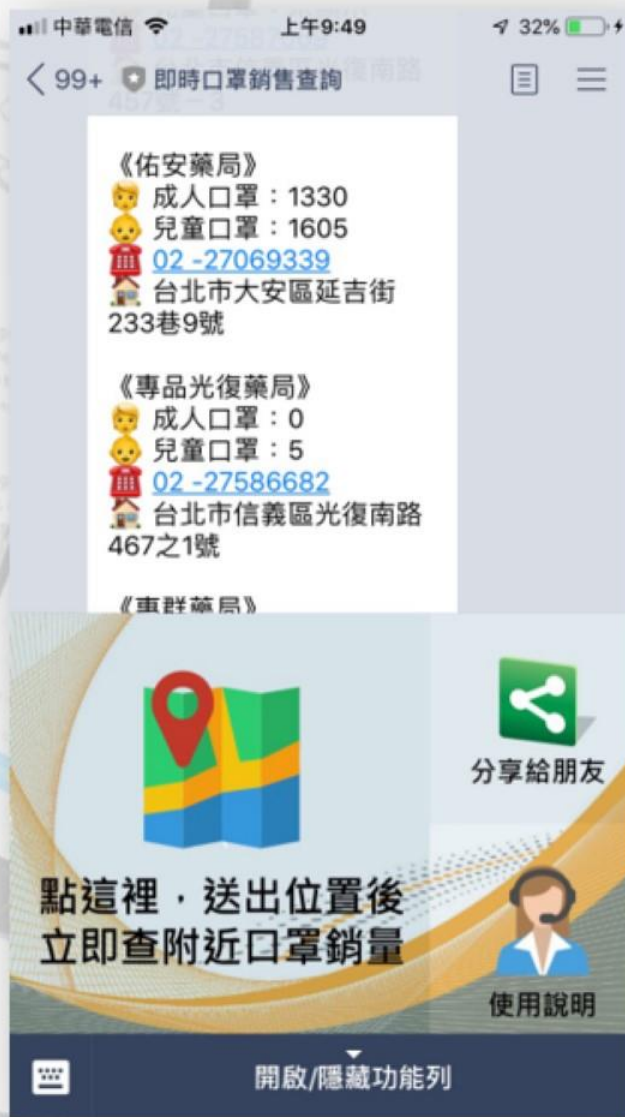 中華電信
上午9:49
32%
99+ 即時口罩銷售查詢
《佑安藥局》
成人口罩：1330
兒童口罩：1605
02 -27069339
台北市大安區延吉街
233巷9號
《專品光復藥局》
成人口罩：0
兒童口罩：5
02 -27586682
台北市信義區光復南路
467之1號
《專群藥局》
分享給朋友
點這裡，送出位置後
立即查附近口罩銷量
使用說明
開啟/隱藏功能列